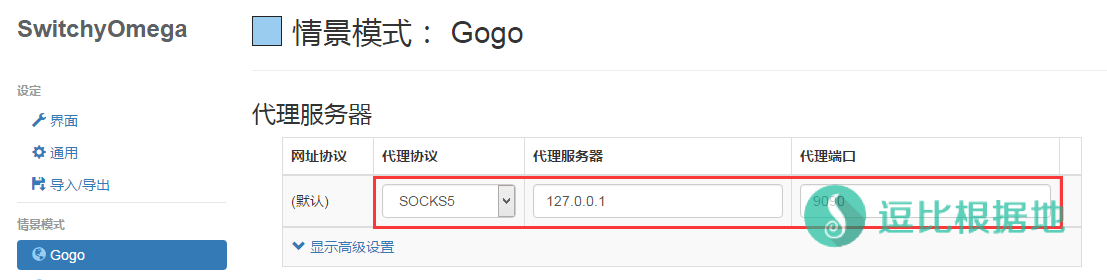 SwitchyOmega
设定
界面
通用
导入/导出
情景模式
Gogo
情景模式： Gogo
代理服务器
网址协议 代理协议 代理服务器 代理端口
(默认) SOCKS5 127.0.0.1 9090
显示高级设置
逗比根据地